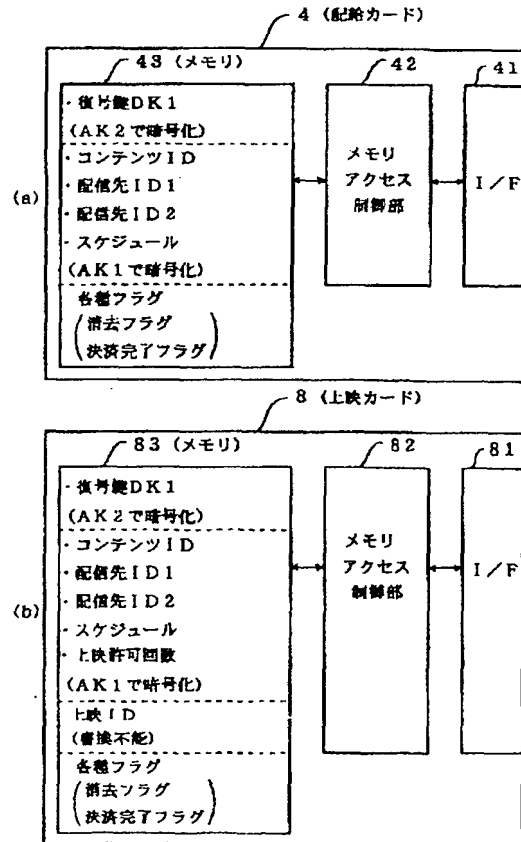 4 (配給カード)
43 (メモリ)
42
41
・復号鍵DK1
(AK2で暗号化)
・コンテンツID
・配信先ID1
・配信先ID2
・スケジュール
(AK1で暗号化)
各種フラグ
消去フラグ
決済完了フラグ
メモリ
アクセス
制御部
I/F
(a)
8 (上映カード)
83 (メモリ)
82
81
・復号鍵DK1
(AK2で暗号化)
・コンテンツID
・配信先ID1
・配信先ID2
・スケジュール
・上映許可回数
(AK1で暗号化)
上映ID
(書換不能)
各種フラグ
消去フラグ
決済完了フラグ
メモリ
アクセス
制御部
I/F
(b)